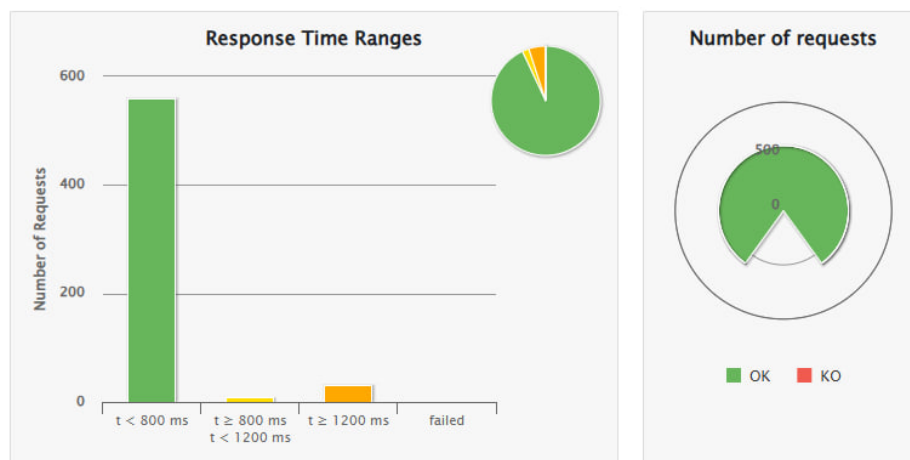 Response Time Ranges
Number of Requests
600
400
200
0
t < 800 ms
t ≥ 800 ms
t < 1200 ms
t ≥ 1200 ms
failed
Number of requests
500
0
OK
KO